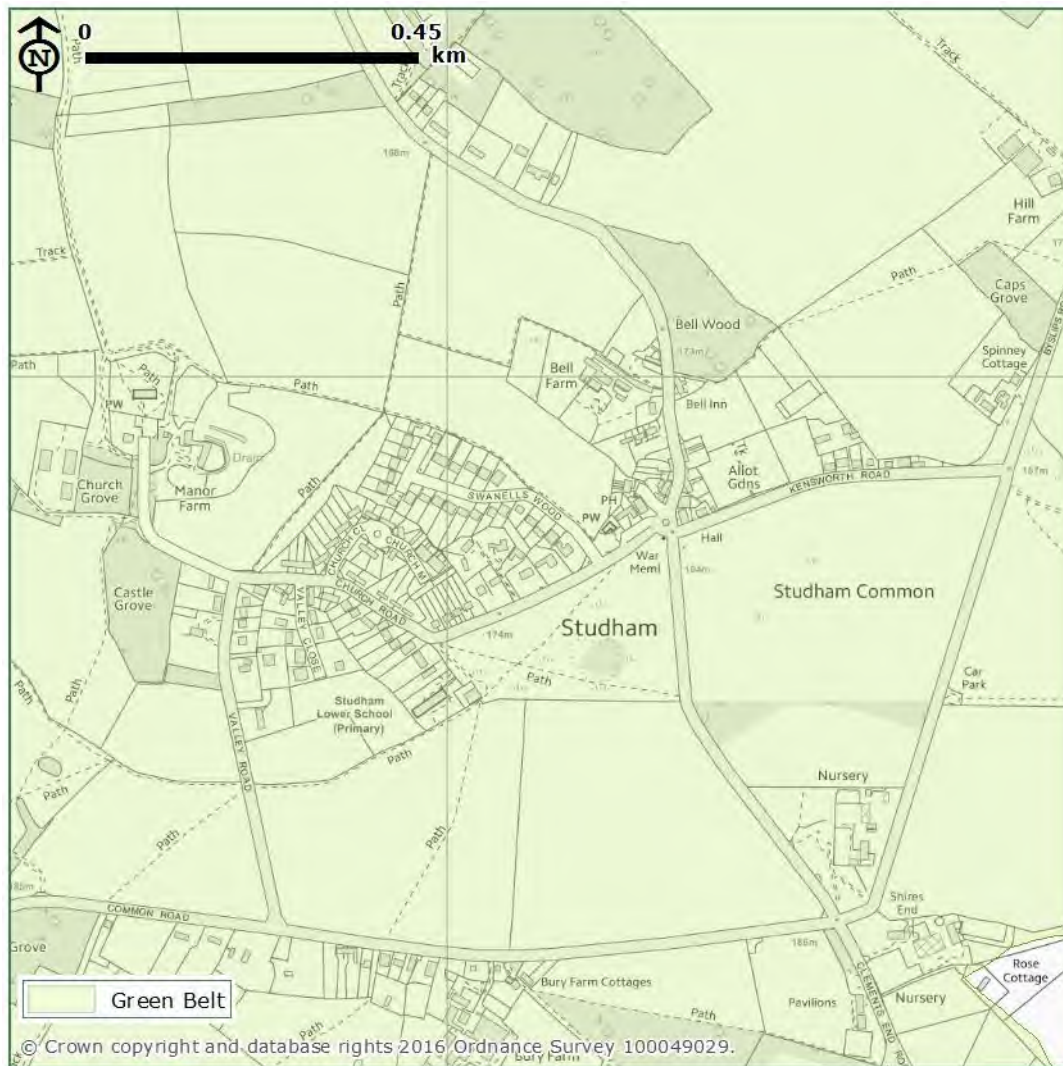 0 0.45
km
N
Path
Track
Track
198m
Hill
Farm
Path
Track
Path
Caps
Grove
Bell Wood
173m
BYSLIPS
Spinney
Cottage
Path
Path
Path
Bell
Farm
PW
Bell Inn
Drain
Church
Grove
Manor
Farm
Path
Allot
Gdns
KENSWORTH ROAD
187m
SWANELLS WOOD
PH
PW
Hall
War
Meml
184m
CHURCH CL
CHURCH M
CHURCH ROAD
Castle
Grove
VALLEY CLOSE
174m
Studham
Studham Common
Path
Path
Path
Car
Park
Studham
Lower School
(Primary)
VALLEY ROAD
Path
Path
Path
Path
Nursery
COMMON ROAD
Shires
End
Grove
186m
CLEMENTS END
Rose
Cottage
Bury Farm Cottages
Nursery
Pavilions
Green Belt
Path
Path
Bury Farm
© Crown copyright and database rights 2016 Ordnance Survey 100049029.